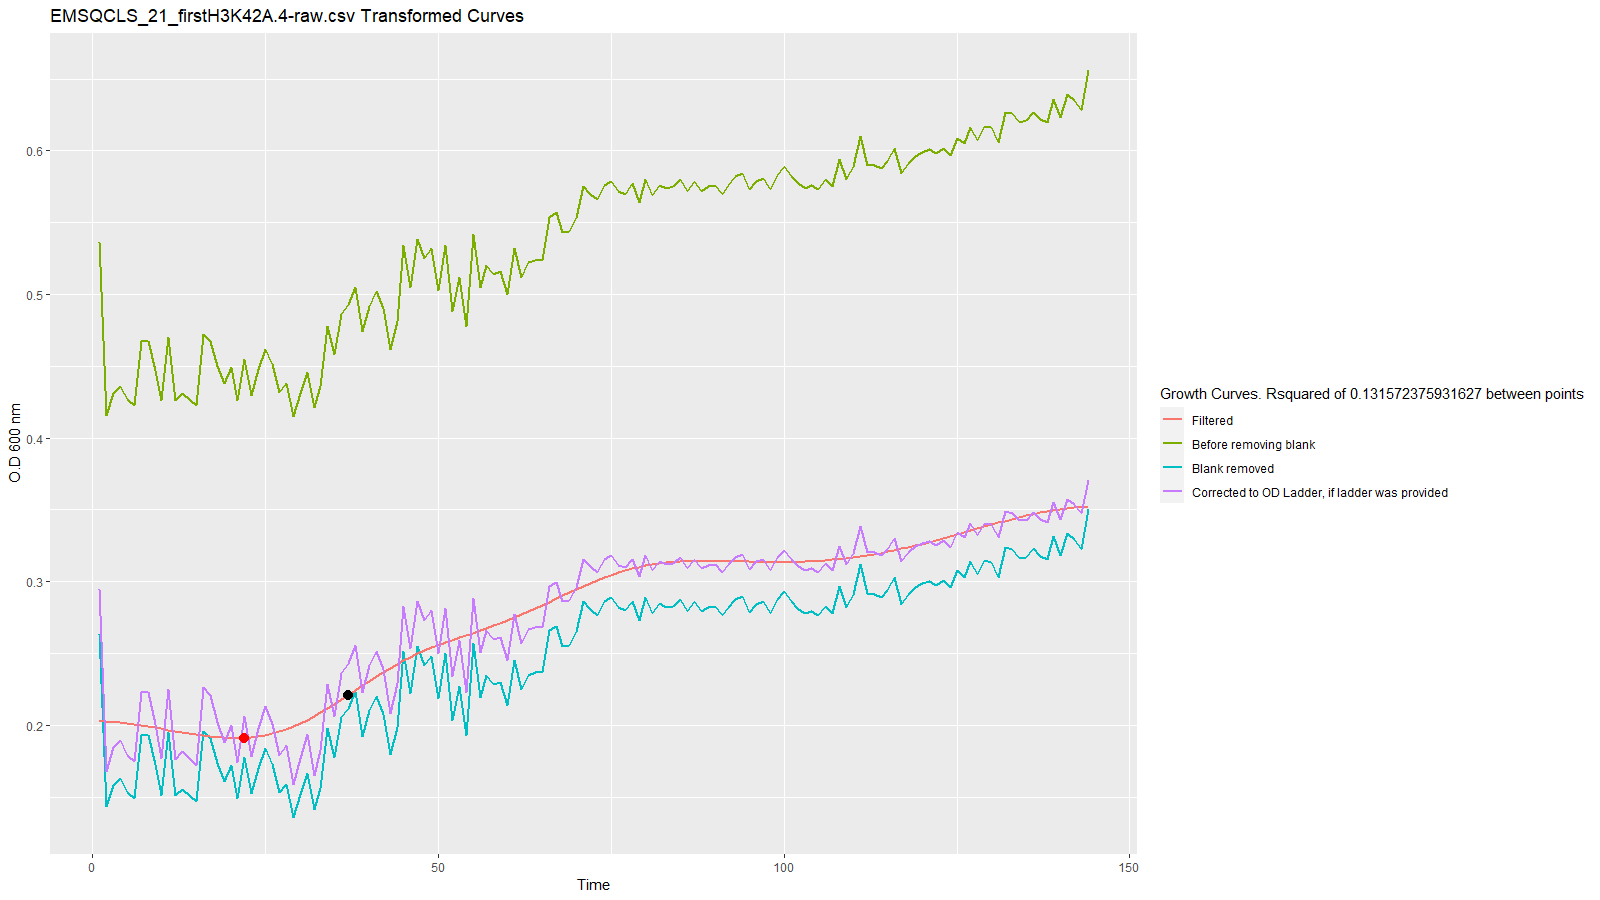 EMSQCLS_21_firstH3K42A.4-raw.csv Transformed Curves
0.6
0.5
0.4
0.3
0.2
O.D 600 nm
0
50
100
150
Time
Growth Curves. Rsquared of 0.131572375931627 between points
Filtered
Before removing blank
Blank removed
Corrected to OD Ladder, if ladder was provided